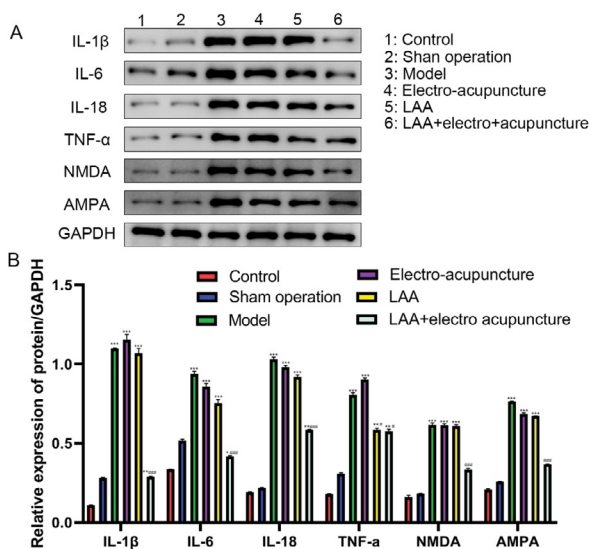 A
1 2 3 4 5 6
IL-1β
IL-6
IL-18
TNF-α
NMDA
AMPA
GAPDH
1: Control
2: Shan operation
3: Model
4: Electro-acupuncture
5: LAA
6: LAA+electro+acupuncture
B
Relative expression of protein/GAPDH
1.5
1.0
0.5
0.0
Control
Sham operation
Model
Electro-acupuncture
LAA
LAA+electro acupuncture
*** *** *** **###
*** *** *** *###
*** *** *** **###
*** *** **# **#
*** *** *** ###
*** *** *** ###
IL-1β IL-6 IL-18 TNF-a NMDA AMPA